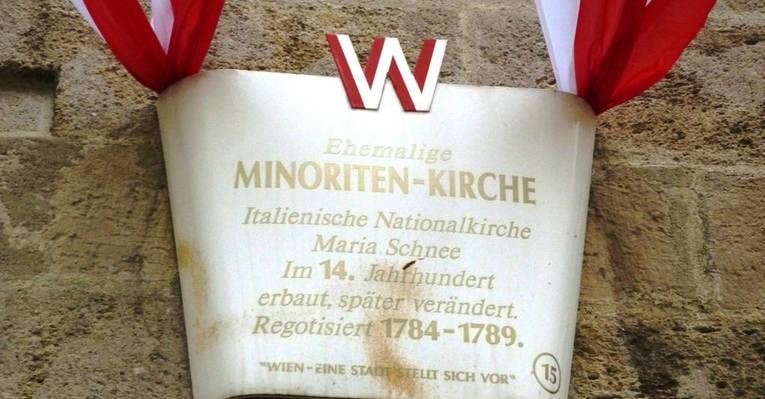 W
Ehemalige
MINORITEN-KIRCHE
Italienische Nationalkirche
Maria Schnee
Im 14. Jahrhundert
erbaut, später verändert.
Regotisiert 1784-1789.
"WIEN-EINE STADT STELLT SICH VOR" 15